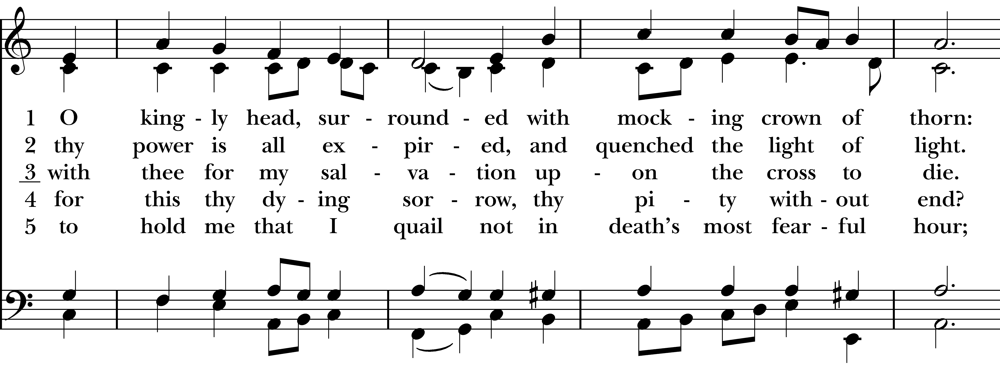 1 O king - ly head, sur - round - ed with mock - ing crown of thorn:
2 thy power is all ex - pir - ed, and quenched the light of light.
3 with thee for my sal - va - tion up - on the cross to die.
4 for this thy dy - ing sor - row, thy pi - ty with - out end?
5 to hold me that I quail not in death’s most fear - ful hour;